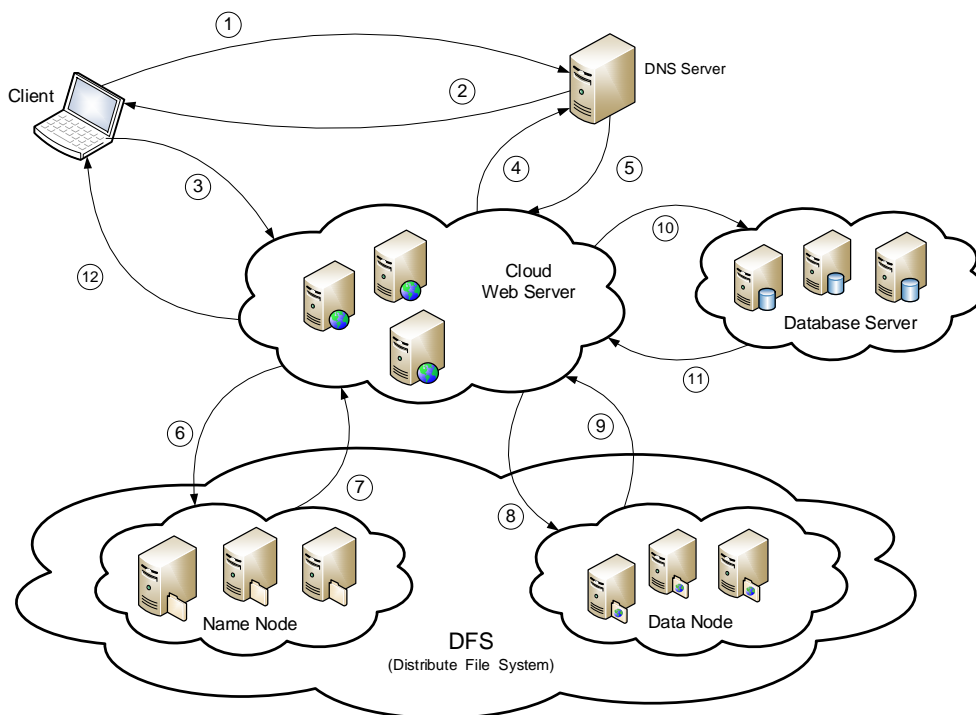 1
DNS Server
Client
2
4
5
3
10
Cloud
Web Server
12
Database Server
11
6
9
7
8
Name Node
Data Node
DFS
(Distribute File System)